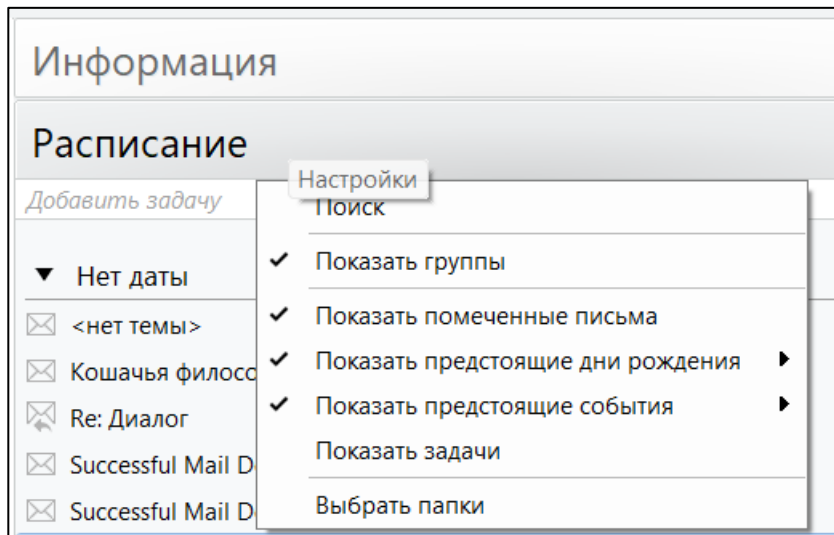 Информация
Расписание
Настройки
Добавить задачу
Поиск
Показать группы
Нет даты
Показать помеченные письма
<нет темы>
Показать предстоящие дни рождения
Кошачья филосо
Показать предстоящие события
Re: Диалог
Показать задачи
Successful Mail D
Выбрать папки
Successful Mail D